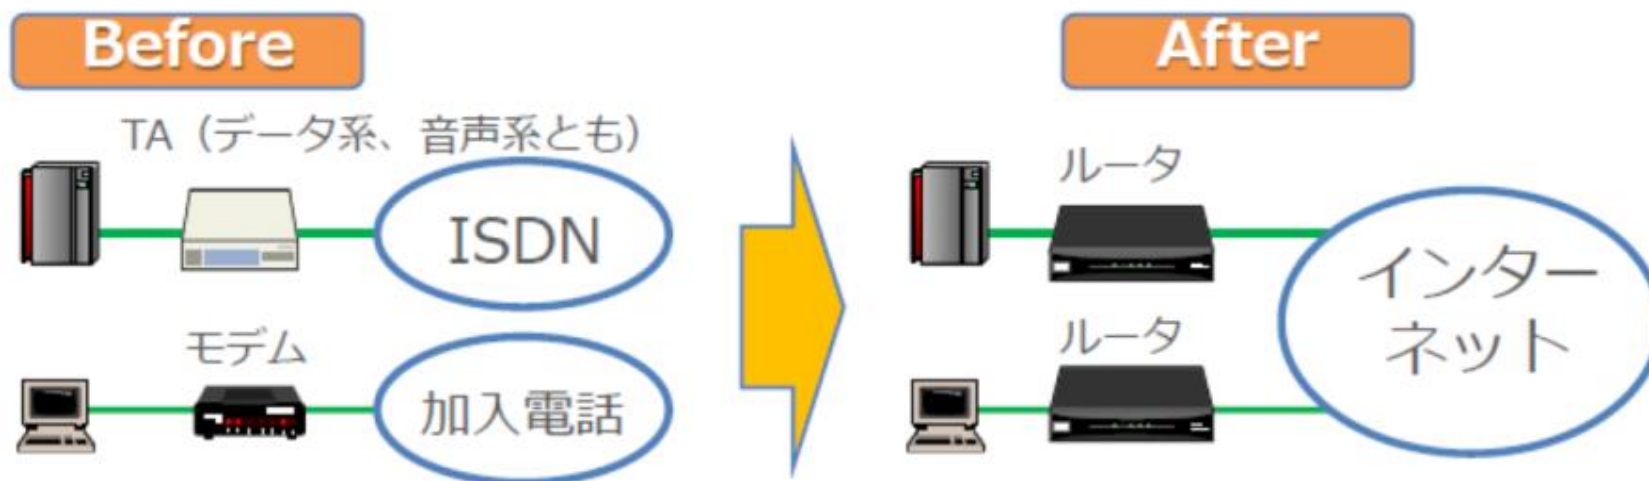 Before
TA（データ系、音声系とも）
ISDN
モデム
加入電話
After
ルータ
ルータ
インター
ネット